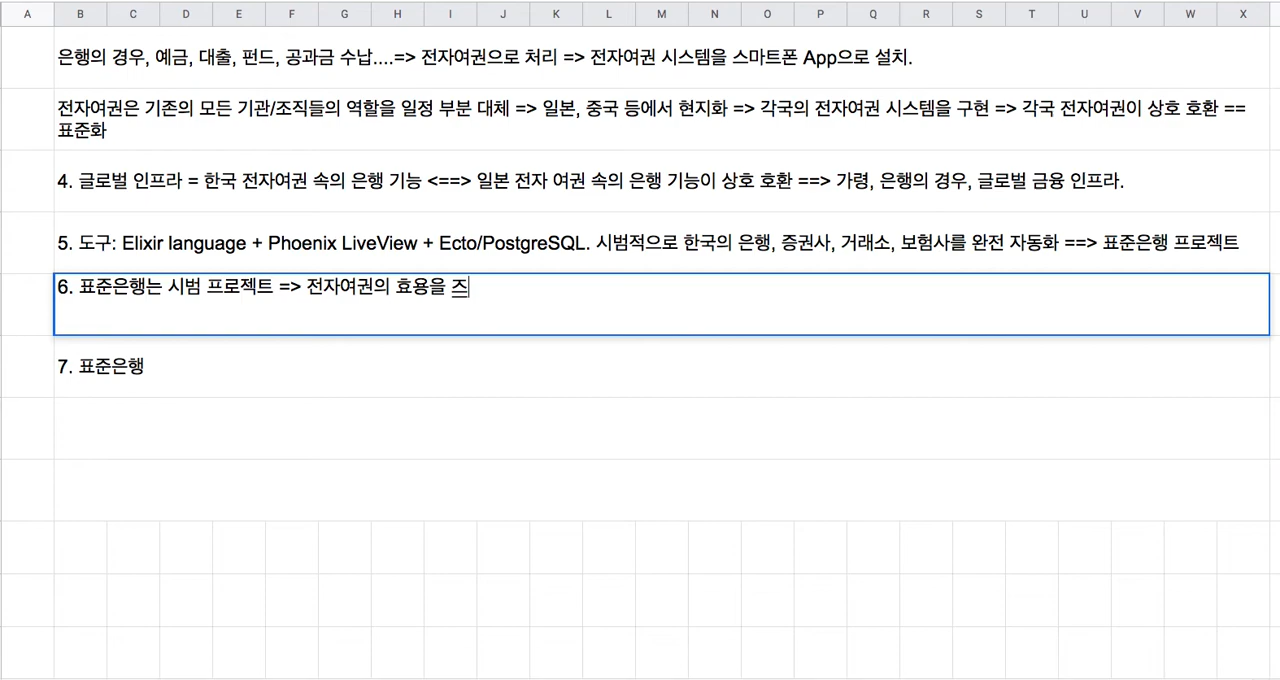 A B C D E F G H I J K L M N O P Q R S T U V W X
은행의 경우, 예금, 대출, 펀드, 공과금 수납....=> 전자여권으로 처리 => 전자여권 시스템을 스마트폰 App으로 설치.
전자여권은 기존의 모든 기관/조직들의 역할을 일정 부분 대체 => 일본, 중국 등에서 현지화 => 각국의 전자여권 시스템을 구현 => 각국 전자여권이 상호 호환 ==
표준화
4. 글로벌 인프라 = 한국 전자여권 속의 은행 기능 <==> 일본 전자 여권 속의 은행 기능이 상호 호환 ==> 가령, 은행의 경우, 글로벌 금융 인프라.
5. 도구: Elixir language + Phoenix LiveView + Ecto/PostgreSQL. 시범적으로 한국의 은행, 증권사, 거래소, 보험사를 완전 자동화 ==> 표준은행 프로젝트
6. 표준은행는 시범 프로젝트 => 전자여권의 효용을 즈
7. 표준은행